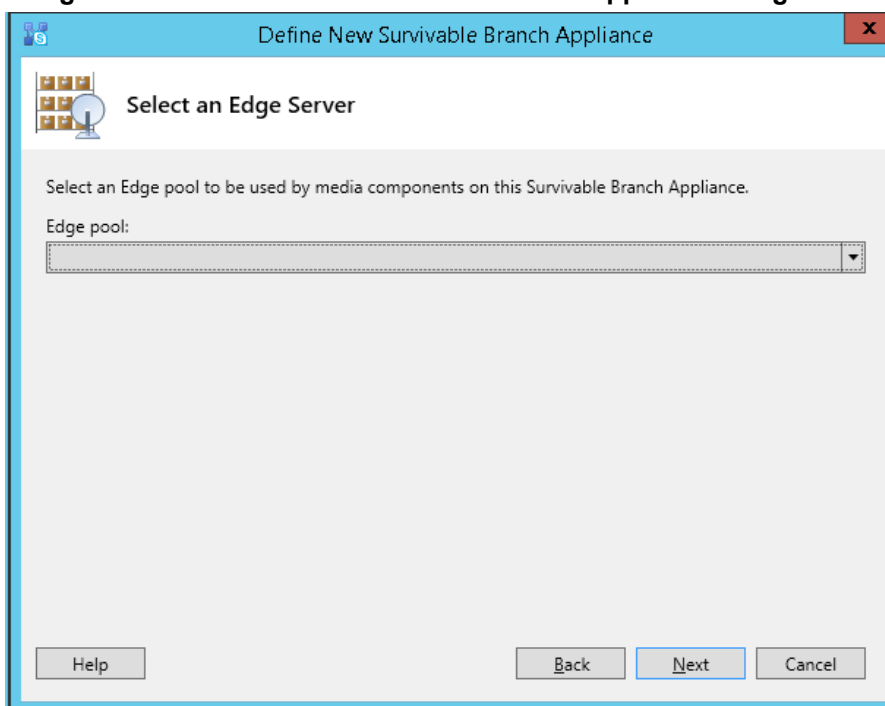 Define New Survivable Branch Appliance
x
Select an Edge Server
Select an Edge pool to be used by media components on this Survivable Branch Appliance.
Edge pool:
Help
Back
Next
Cancel